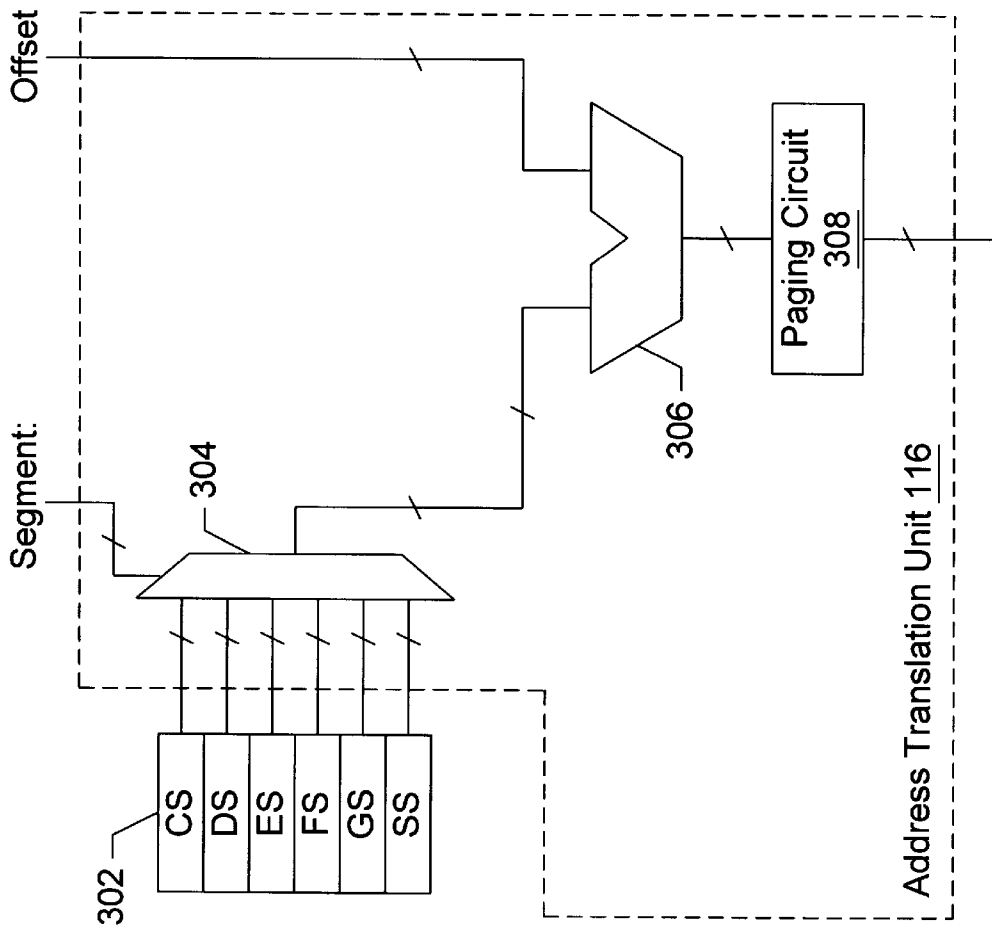 Segment:
Offset
304
302
CS
DS
ES
FS
GS
SS
306
Paging Circuit
308
Address Translation Unit 116